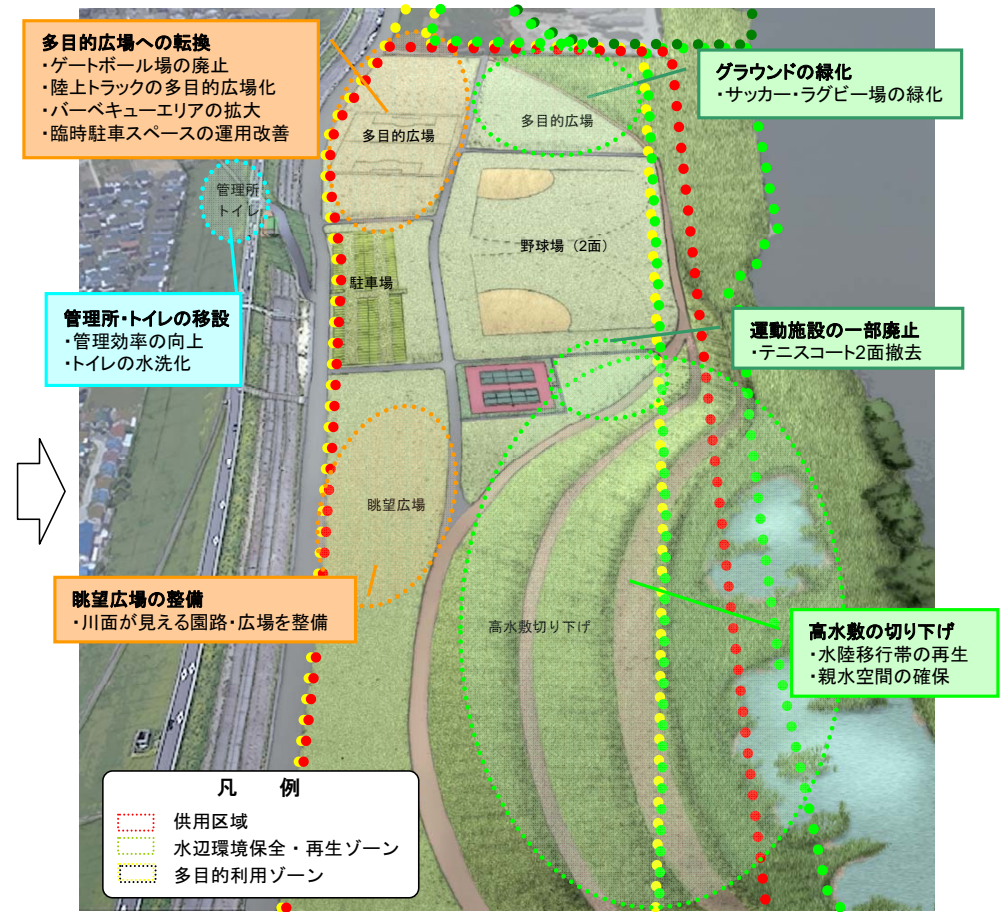 多目的広場への転換
・ゲートボール場の廃止
・陸上トラックの多目的広場化
・バーベキューエリアの拡大
・臨時駐車スペースの運用改善
グラウンドの緑化
・サッカー・ラグビー場の緑化
多目的広場
多目的広場
管理所
トイレ
野球場（2面）
駐車場
管理所・トイレの移設
・管理効率の向上
・トイレの水洗化
運動施設の一部廃止
・テニスコート2面撤去
眺望広場
眺望広場の整備
・川面が見える園路・広場を整備
高水敷切り下げ
高水敷の切り下げ
・水陸移行帯の再生
・親水空間の確保
凡　例
供用区域
水辺環境保全・再生ゾーン
多目的利用ゾーン